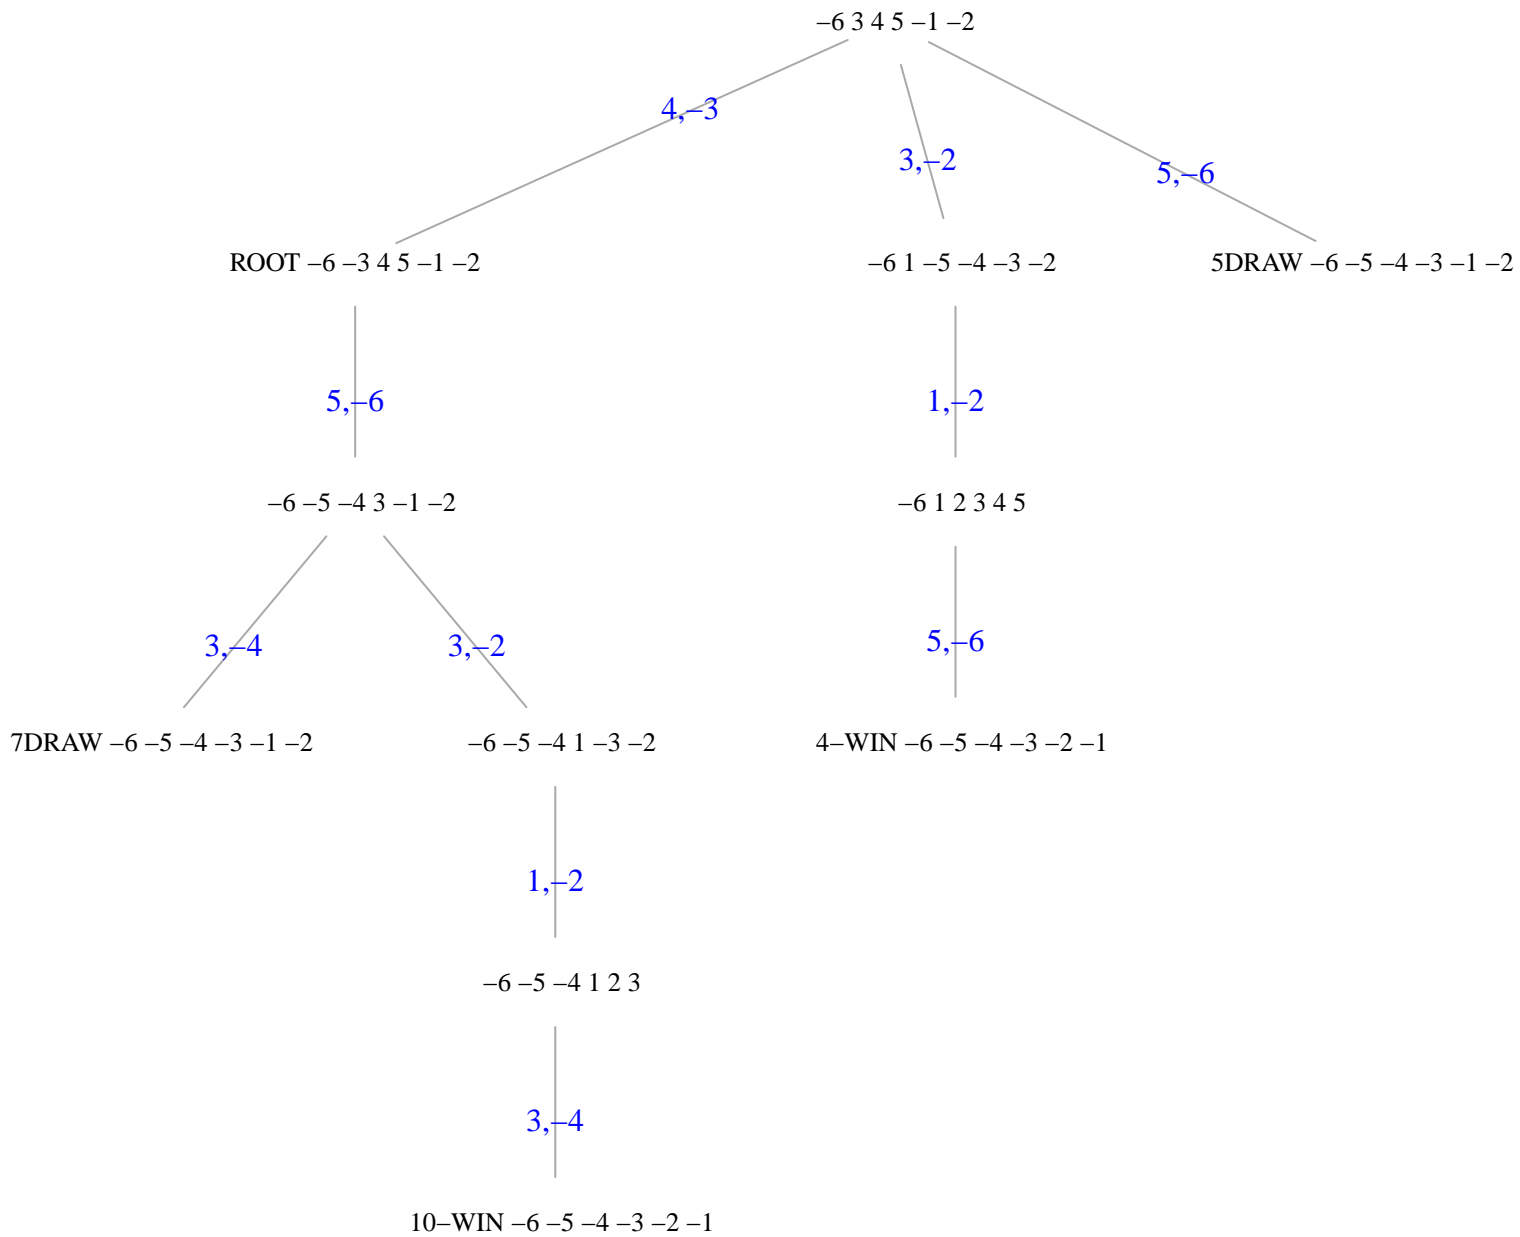 –6 3 4 5 –1 –2
4,–3
3,–2
5,–6
ROOT –6 –3 4 5 –1 –2
–6 1 –5 –4 –3 –2
5DRAW –6 –5 –4 –3 –1 –2
5,–6
1,–2
–6 –5 –4 3 –1 –2
–6 1 2 3 4 5
3,–4
3,–2
5,–6
7DRAW –6 –5 –4 –3 –1 –2
–6 –5 –4 1 –3 –2
4–WIN –6 –5 –4 –3 –2 –1
1,–2
–6 –5 –4 1 2 3
3,–4
10–WIN –6 –5 –4 –3 –2 –1